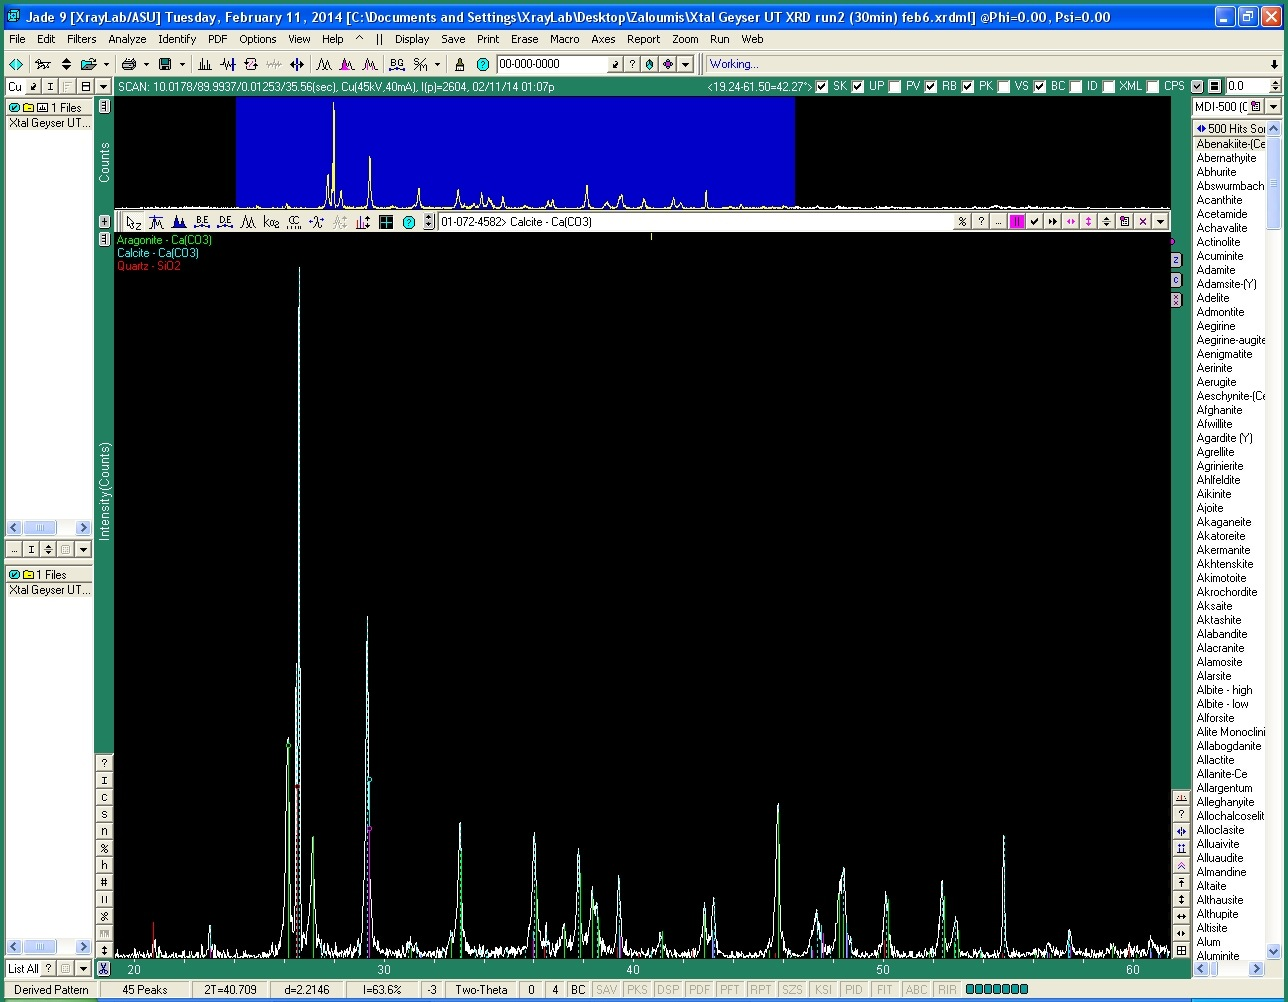 Jade 9 [XrayLab/ASU] Tuesday, February 11, 2014 [C:\Documents and Settings\XrayLab\Desktop\Zaloumis\Xtal Geyser UT XRD run2 (30min) feb6.xrdml] @Phi=0.00, Psi=0.00
File Edit Filters Analyze Identify PDF Options View Help ^ || Display Save Print Erase Macro Axes Report Zoom Run Web
BG 00-000-0000 ? Working...
Cu SCAN: 10.0178/89.9937/0.01253/35.56(sec), Cu(45kV,40mA), I(p)=2604, 02/11/14 01:07p <19.24-61.50=42.27°> SK UP PV RB PK VS BC ID XML CPS 0.0
1 Files
Xtal Geyser UT...
Counts
MDI-500 (C
500 Hits Sor
B.E D.E 01-072-4582> Calcite - Ca(CO3) % ? ...
Aragonite - Ca(CO3)
Calcite - Ca(CO3)
Quartz - SiO2
Intensity(Counts)
z
c
1 Files
Xtal Geyser UT...
?
I
c
s
n
%
h
#
List All ?
20 30 40 50 60
Abenakiite-(Ce
Abernathyite
Abhurite
Abswurmbach
Acanthite
Acetamide
Achavalite
Actinolite
Acuminite
Adamite
Adamsite-(Y)
Adelite
Admontite
Aegirine
Aegirine-augite
Aenigmatite
Aerinite
Aerugite
Aeschynite-(Ce
Afghanite
Afwillite
Agardite (Y)
Agrellite
Agrinierite
Ahlfeldite
Aikinite
Ajoite
Akaganeite
Akatoreite
Akermanite
Akhtenskite
Akimotoite
Akrochordite
Aksaite
Aktashite
Alabandite
Alacranite
Alamosite
Alarsite
Albite - high
Albite - low
Alforsite
Alite Monoclini
Allabogdanite
Allactite
Allanite-Ce
Allargentum
Alleghanyite
Allochalcoselit
Alloclasite
Alluaivite
Alluaudite
Almandine
Altaite
Althausite
Althupite
Altisite
Alum
Aluminite
Derived Pattern 45 Peaks 2T=40.709 d=2.2146 I=63.6% -3 Two-Theta 0 4 BC SAV PKS DSP PDF PFT RPT SZS KSI PID FIT ABC RIR